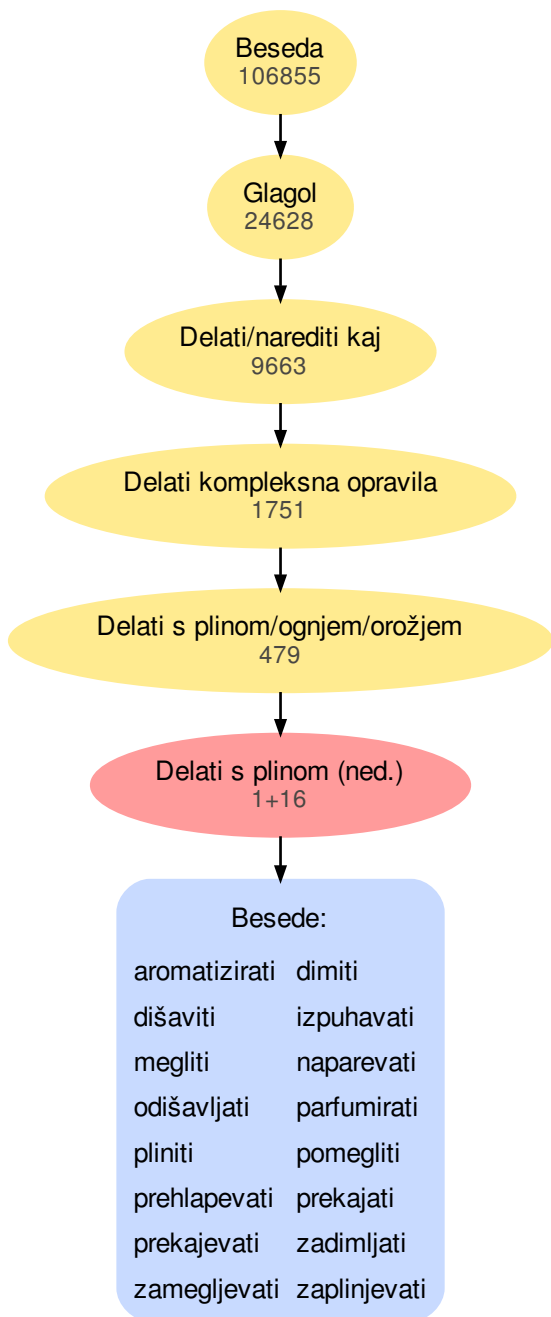 Beseda
106855
Glagol
24628
Delati/narediti kaj
9663
Delati kompleksna opravila
1751
Delati s plinom/ognjem/orožjem
479
Delati s plinom (ned.)
1+16
Besede:
aromatizirati dimiti
dišaviti izpuhavati
megliti naparevati
odišavljati parfumirati
pliniti pomegliti
prehlapevati prekajati
prekajevati zadimljati
zamegljevati zaplinjevati